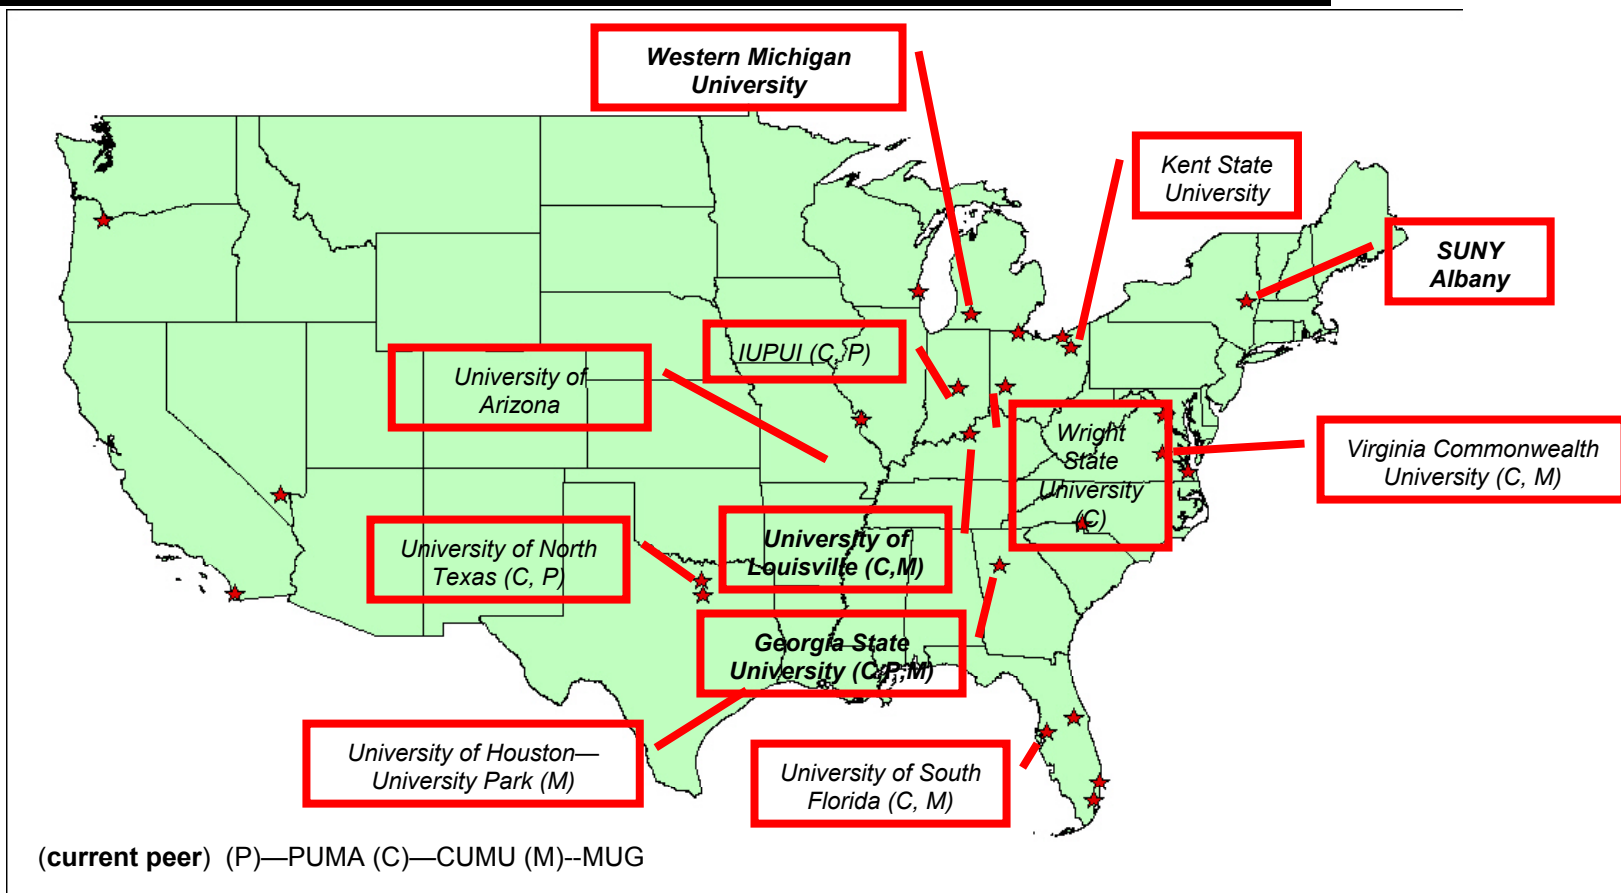 Western Michigan
University
Kent State
University
SUNY
Albany
IUPUI (C, P)
University of
Arizona
Wright
State
University
(C)
Virginia Commonwealth
University (C, M)
University of North
Texas (C, P)
University of
Louisville (C,M)
Georgia State
University (C,P,M)
University of Houston—
University Park (M)
University of South
Florida (C, M)
(current peer) (P)—PUMA (C)—CUMU (M)--MUG